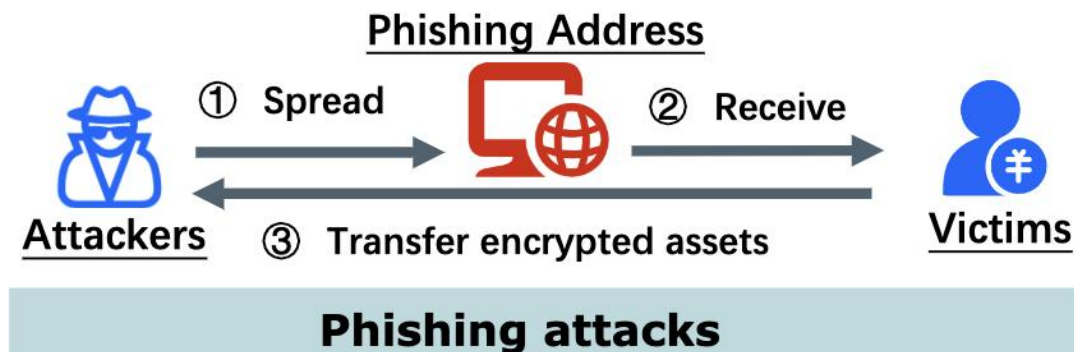 Phishing Address
① Spread
② Receive
Attackers
③ Transfer encrypted assets
Victims
¥
Phishing attacks